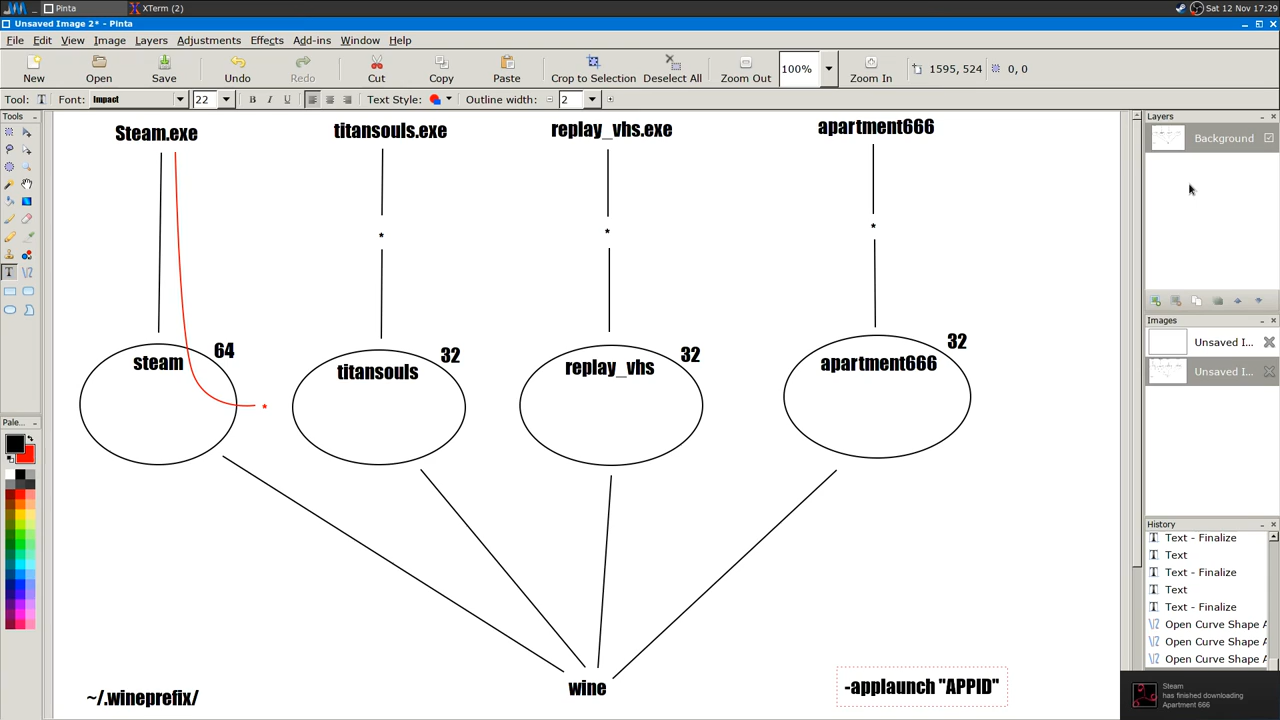 Pinta
XTerm (2)
Sat 12 Nov 17:29
Unsaved Image 2* - Pinta
File Edit View Image Layers Adjustments Effects Add-ins Window Help
New Open Save Undo Redo Cut Copy Paste Crop to Selection Deselect All Zoom Out 100% Zoom In 1595, 524 0, 0
Tool: T Font: Impact 22 B I U Text Style: Outline width: 2
Tools
Layers
Background
Steam.exe titansouls.exe replay_vhs.exe apartment666
* * *
64 32 32 32
steam titansouls replay_vhs apartment666
*
wine
~/.wineprefix/
-applaunch "APPID"
Images
Unsaved I...
Unsaved I...
Pale...
History
Text - Finalize
Text
Text - Finalize
Text
Text - Finalize
Open Curve Shape A
Open Curve Shape A
Open Curve Shape A
Steam
has finished downloading
Apartment 666